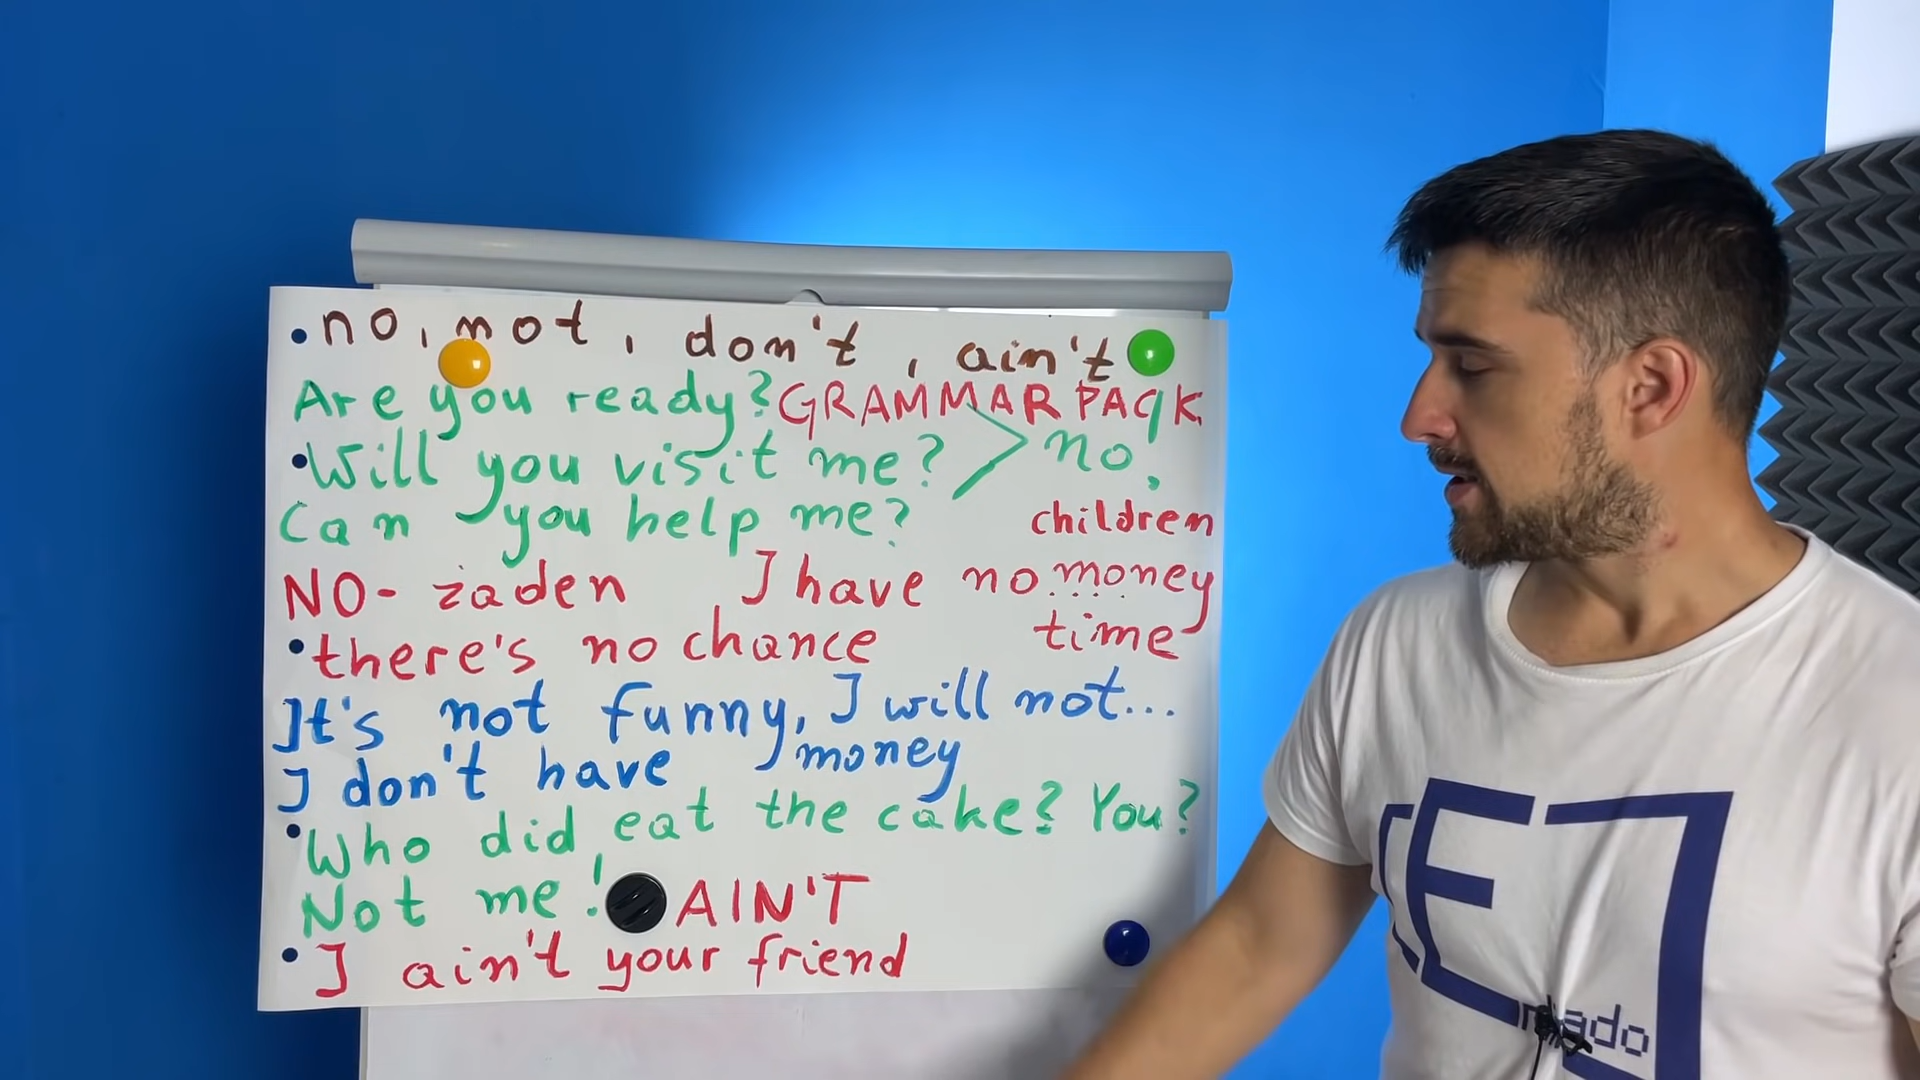 • no, not, don't, ain't
Are you ready? GRAMMAR PACK
• Will you visit me? > no,
Can you help me?
children
NO - żaden I have no money
• there's no chance time
It's not funny, I will not...
I don't have money
• Who did eat the cake? You?
Not me! AIN'T
• I ain't your friend